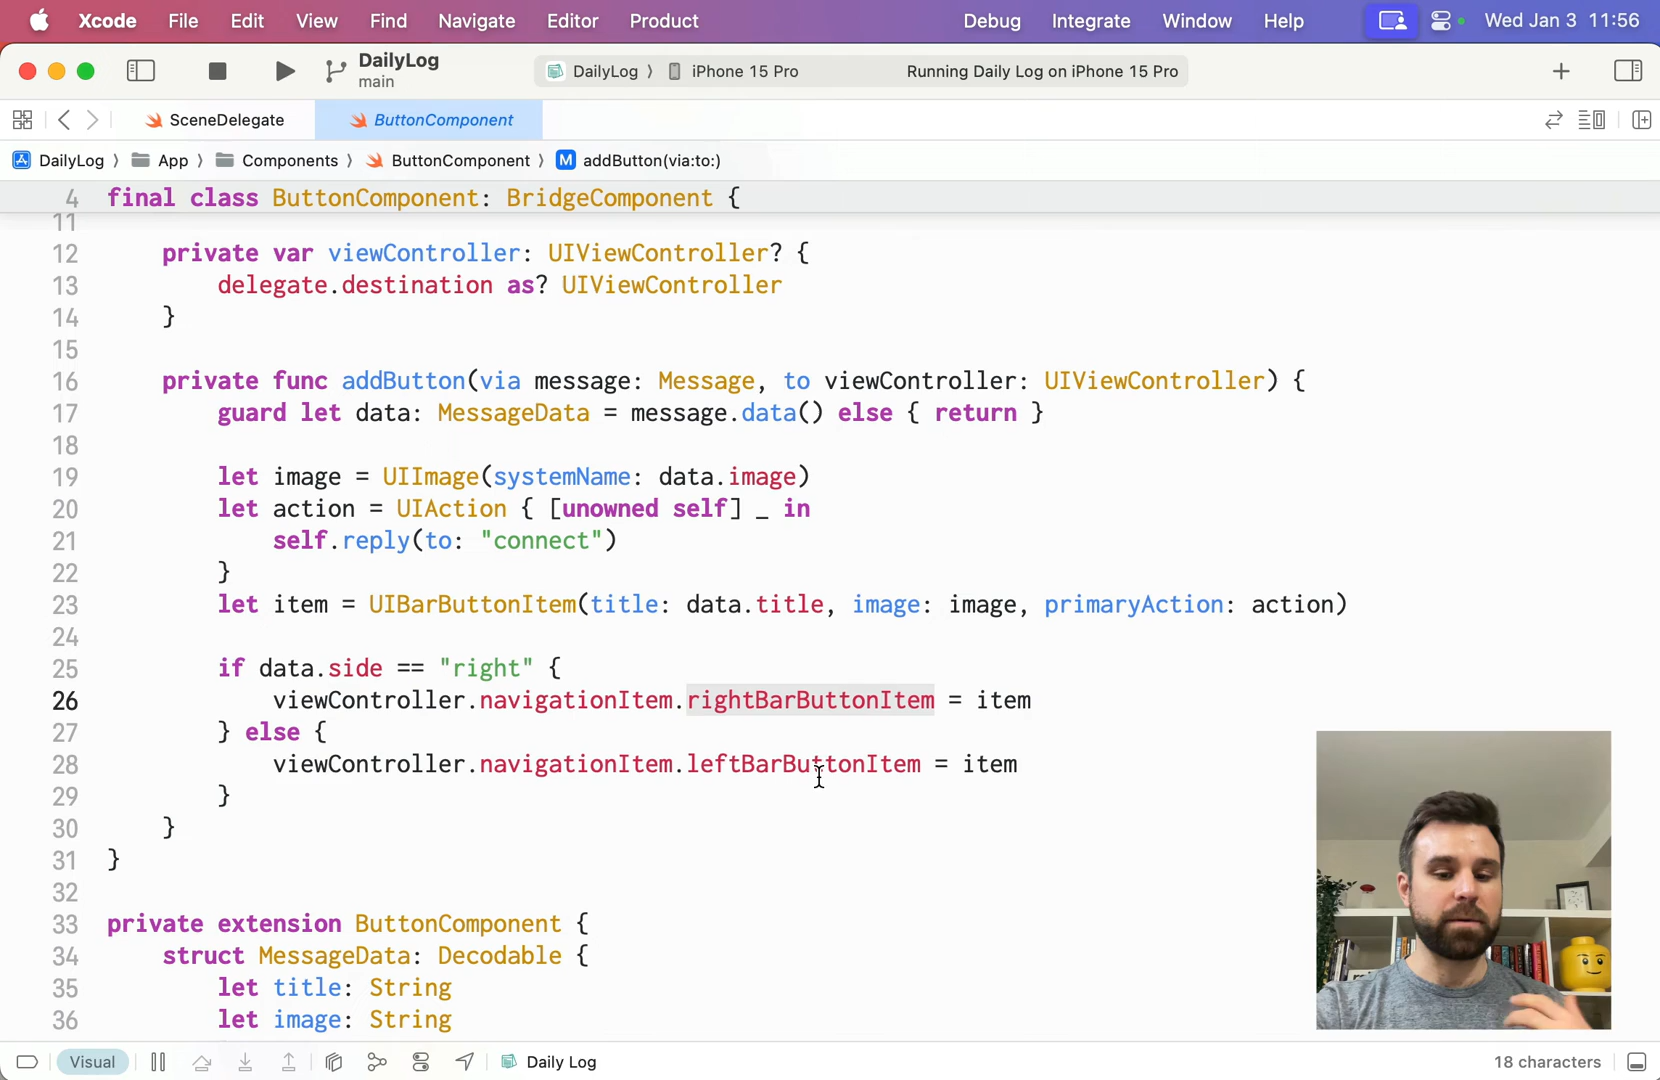 Xcode File Edit View Find Navigate Editor Product Debug Integrate Window Help Wed Jan 3 11:56
DailyLog
main
DailyLog 〉 iPhone 15 Pro Running Daily Log on iPhone 15 Pro
SceneDelegate ButtonComponent
DailyLog 〉 App 〉 Components 〉 ButtonComponent 〉 M addButton(via:to:)
4 final class ButtonComponent: BridgeComponent {
11
12 private var viewController: UIViewController? {
13 delegate.destination as? UIViewController
14 }
15
16 private func addButton(via message: Message, to viewController: UIViewController) {
17 guard let data: MessageData = message.data() else { return }
18
19 let image = UIImage(systemName: data.image)
20 let action = UIAction { [unowned self] _ in
21 self.reply(to: "connect")
22 }
23 let item = UIBarButtonItem(title: data.title, image: image, primaryAction: action)
24
25 if data.side == "right" {
26 viewController.navigationItem.rightBarButtonItem = item
27 } else {
28 viewController.navigationItem.leftBarButtonItem = item
29 }
30 }
31 }
32
33 private extension ButtonComponent {
34 struct MessageData: Decodable {
35 let title: String
36 let image: String
Visual Daily Log 18 characters